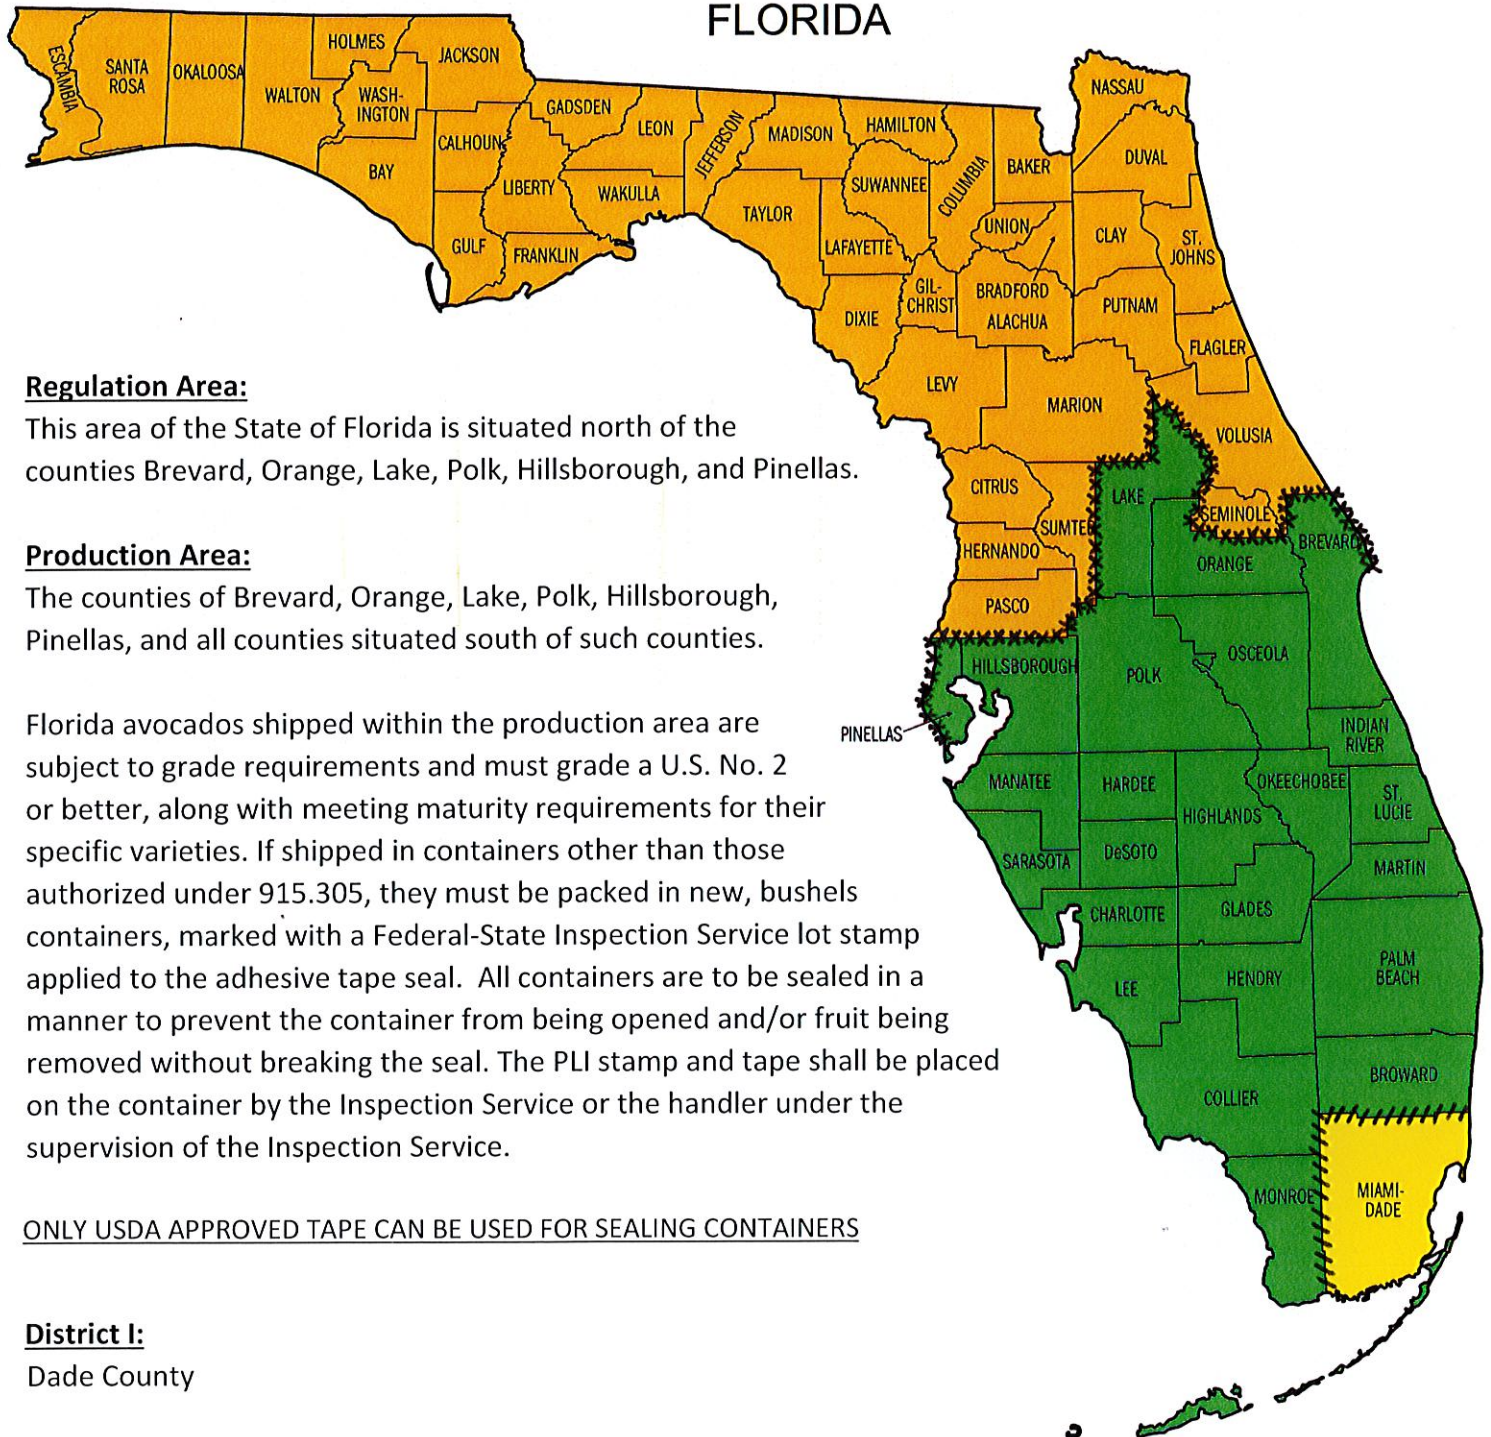 FLORIDA
ESCAMBIA
SANTA
ROSA
OKALOOSA
WALTON
HOLMES
WASH-
INGTON
JACKSON
BAY
CALHOUN
GULF
GADSDEN
LIBERTY
FRANKLIN
LEON
WAKULLA
JEFFERSON
MADISON
TAYLOR
HAMILTON
SUWANNEE
LAFAYETTE
COLUMBIA
BAKER
NASSAU
DUVAL
UNION
CLAY
ST.
JOHNS
DIXIE
GIL-
CHRIST
BRADFORD
ALACHUA
PUTNAM
FLAGLER
LEVY
MARION
VOLUSIA
CITRUS
SUMTE
HERNANDO
PASCO
LAKE
SEMINOLE
ORANGE
BREVARD
HILLSBOROUGH
PINELLAS
POLK
OSCEOLA
INDIAN
RIVER
MANATEE
HARDEE
HIGHLANDS
OKEECHOBEE
ST.
LUCIE
SARASOTA
DeSOTO
MARTIN
CHARLOTTE
GLADES
LEE
HENDRY
PALM
BEACH
COLLIER
BROWARD
MONROE
MIAMI-
DADE
Regulation Area:
This area of the State of Florida is situated north of the
counties Brevard, Orange, Lake, Polk, Hillsborough, and Pinellas.
Production Area:
The counties of Brevard, Orange, Lake, Polk, Hillsborough,
Pinellas, and all counties situated south of such counties.
Florida avocados shipped within the production area are
subject to grade requirements and must grade a U.S. No. 2
or better, along with meeting maturity requirements for their
specific varieties. If shipped in containers other than those
authorized under 915.305, they must be packed in new, bushels
containers, marked with a Federal-State Inspection Service lot stamp
applied to the adhesive tape seal. All containers are to be sealed in a
manner to prevent the container from being opened and/or fruit being
removed without breaking the seal. The PLI stamp and tape shall be placed
on the container by the Inspection Service or the handler under the
supervision of the Inspection Service.
ONLY USDA APPROVED TAPE CAN BE USED FOR SEALING CONTAINERS
District I:
Dade County